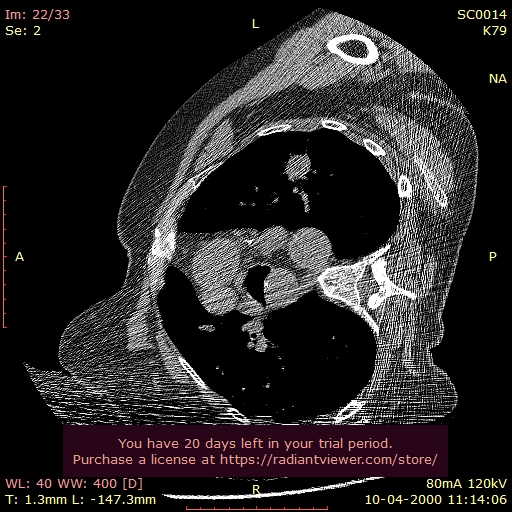 Im: 22/33
Se: 2
L
SC0014
K79
NA
A
P
You have 20 days left in your trial period.
Purchase a license at https://radiantviewer.com/store/
WL: 40 WW: 400 [D]
T: 1.3mm L: -147.3mm
R
80mA 120kV
10-04-2000 11:14:06